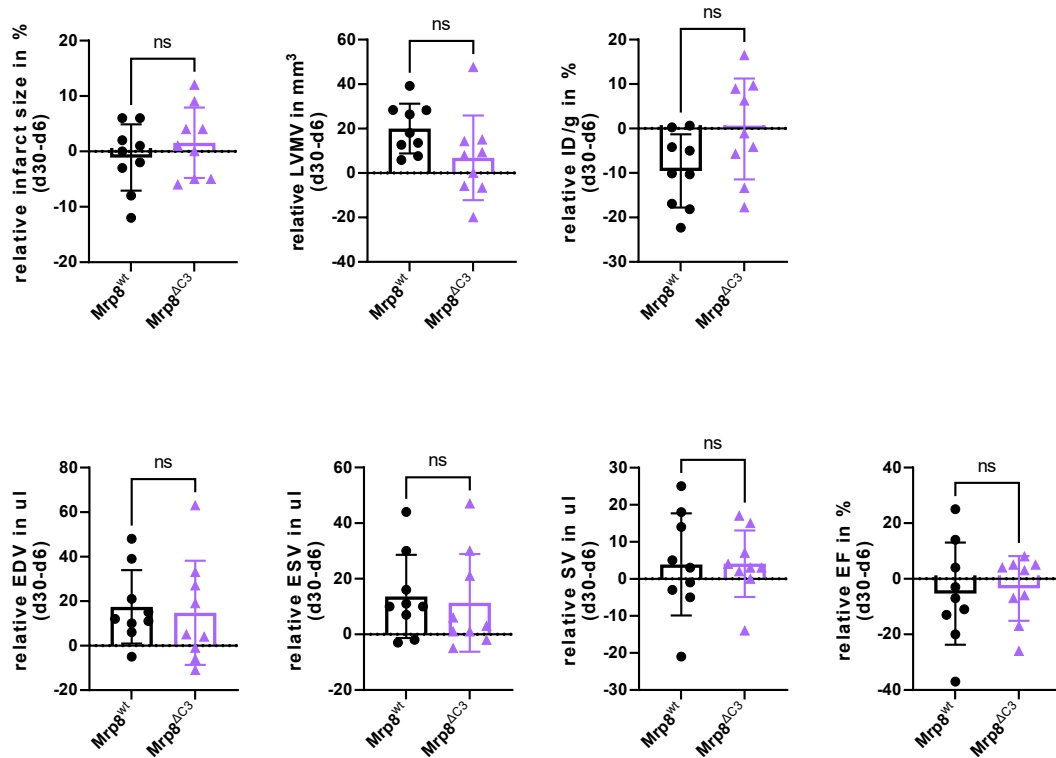 relative infarct size in %
(d30-d6)
20
10
0
-10
-20
ns
Mrp8wt
Mrp8ΔC3
relative LVMV in mm³
(d30-d6)
60
40
20
0
-20
-40
ns
Mrp8wt
Mrp8ΔC3
relative ID/g in %
(d30-d6)
20
10
0
-10
-20
-30
ns
Mrp8wt
Mrp8ΔC3
relative EDV in ul
(d30-d6)
80
60
40
20
0
-20
ns
Mrp8wt
Mrp8ΔC3
relative ESV in ul
(d30-d6)
60
40
20
0
-20
ns
Mrp8wt
Mrp8ΔC3
relative SV in ul
(d30-d6)
30
20
10
0
-10
-20
-30
ns
Mrp8wt
Mrp8ΔC3
relative EF in %
(d30-d6)
40
20
0
-20
-40
ns
Mrp8wt
Mrp8ΔC3